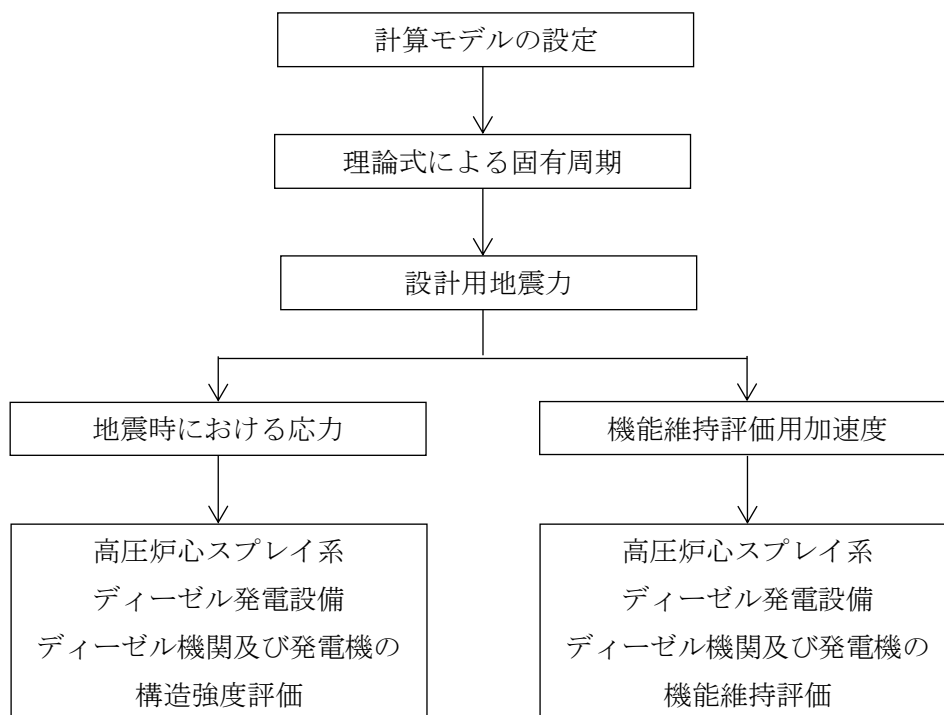 計算モデルの設定
理論式による固有周期
設計用地震力
地震時における応力
機能維持評価用加速度
高圧炉心スプレイ系
ディーゼル発電設備
ディーゼル機関及び発電機の
構造強度評価
高圧炉心スプレイ系
ディーゼル発電設備
ディーゼル機関及び発電機の
機能維持評価